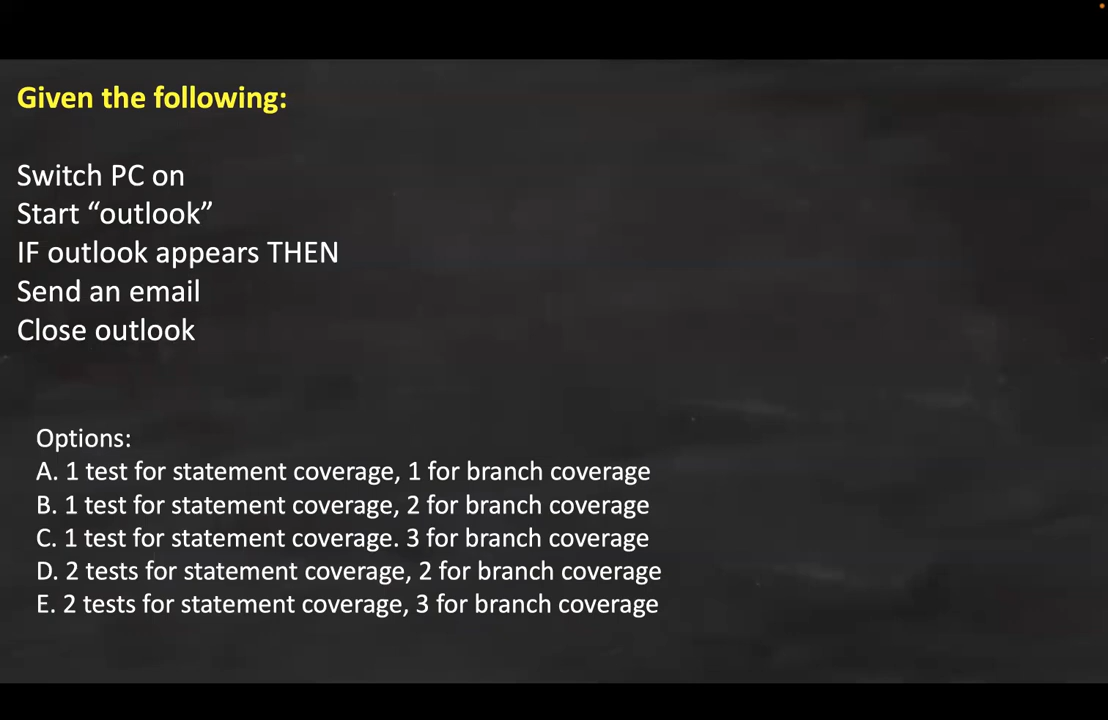 Given the following:
Switch PC on
Start “outlook”
IF outlook appears THEN
Send an email
Close outlook
Options:
A. 1 test for statement coverage, 1 for branch coverage
B. 1 test for statement coverage, 2 for branch coverage
C. 1 test for statement coverage. 3 for branch coverage
D. 2 tests for statement coverage, 2 for branch coverage
E. 2 tests for statement coverage, 3 for branch coverage